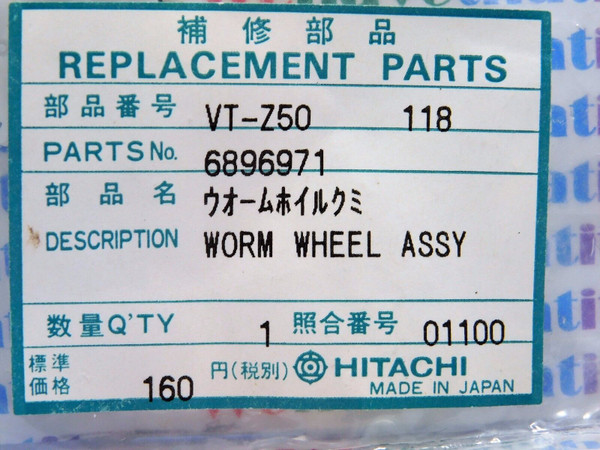 補修部品
REPLACEMENT PARTS
部品番号 VT-Z50 118
PARTS No. 6896971
部品名 ウオームホイルクミ
DESCRIPTION WORM WHEEL ASSY
数量 Q'TY 1 照合番号 01100
標準
価格 160 円(税別) HITACHI
MADE IN JAPAN